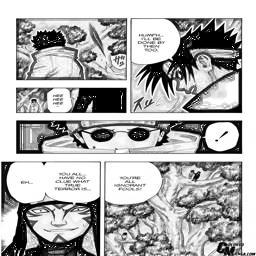 HUMPH...
I'LL BE
DONE BY
THEN
TOO.
HEE
HEE
HEE
!
YOU ALL...
HAVE NO
CLUE WHAT
TRUE
TERROR IS...
EH...
YOU'RE
ALL
IGNORANT
FOOLS!